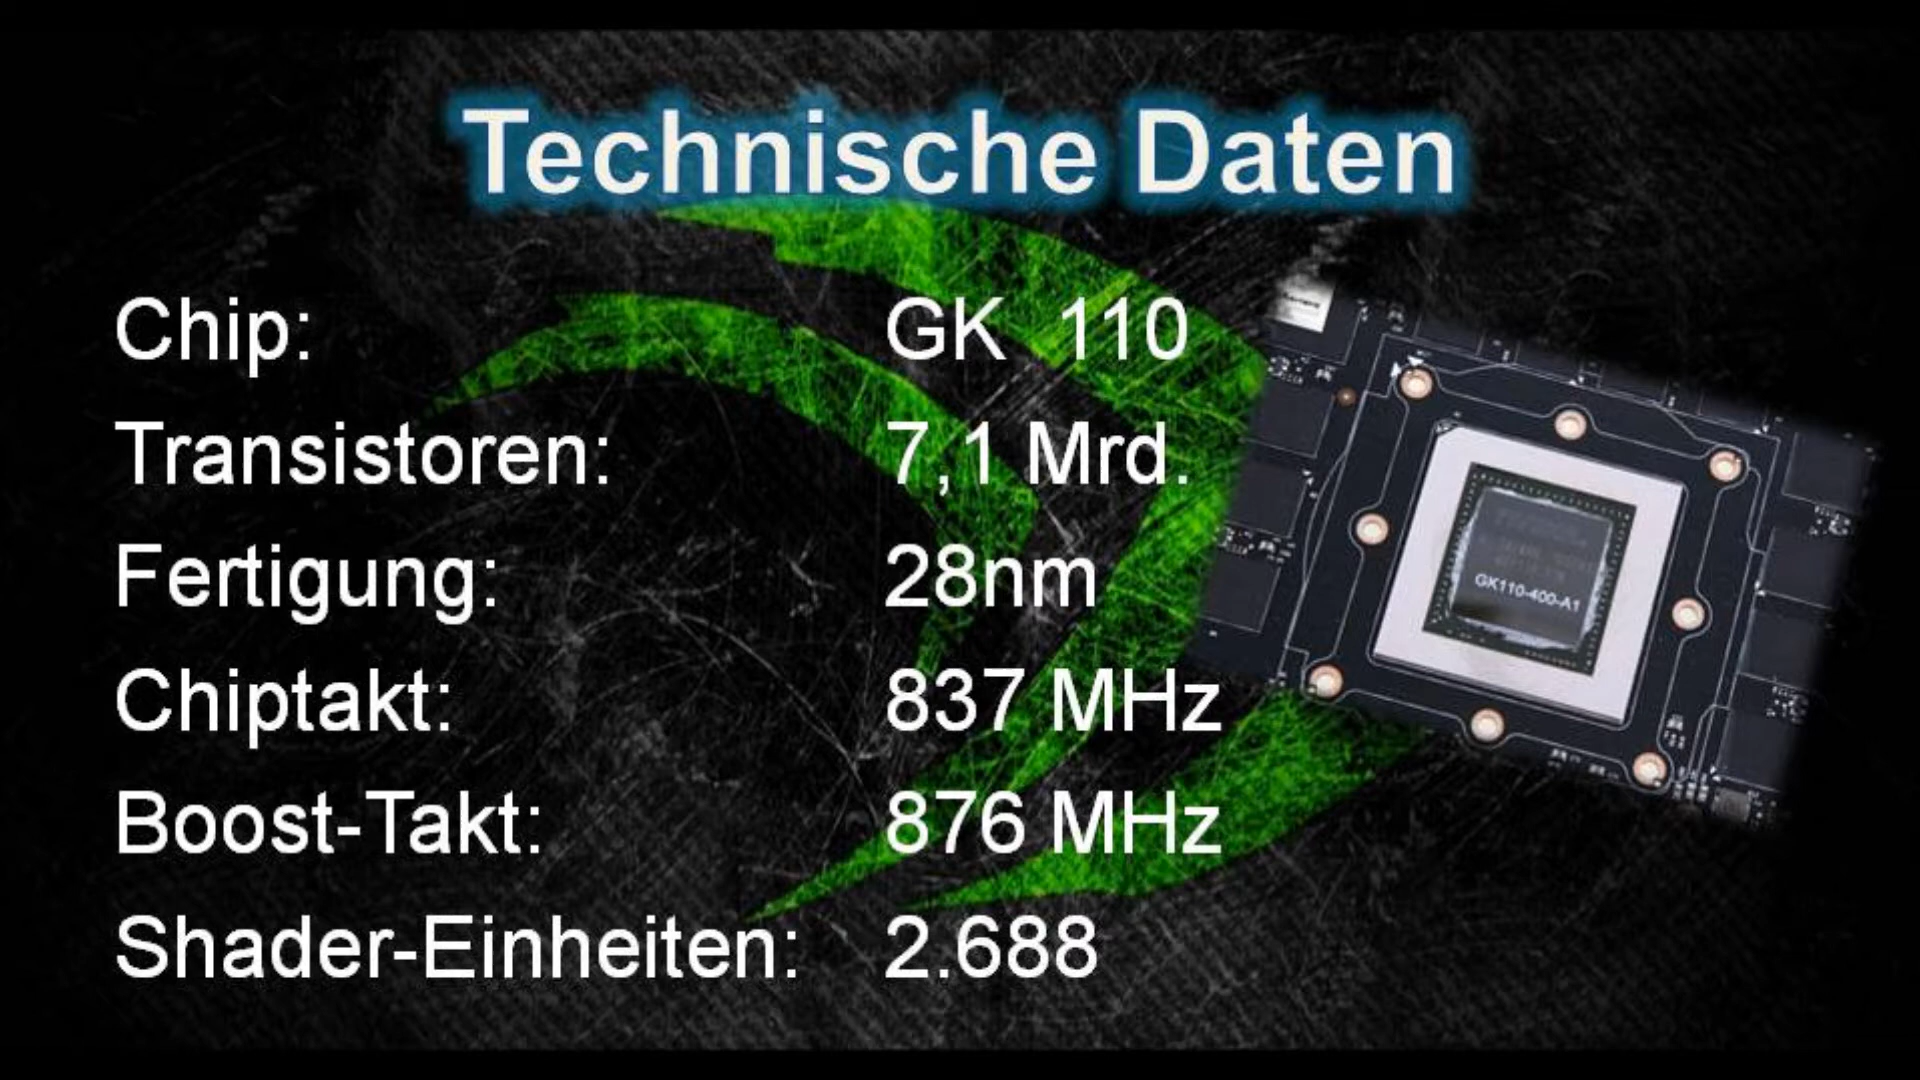 Technische Daten
Chip: GK 110
Transistoren: 7,1 Mrd.
Fertigung: 28nm
Chiptakt: 837 MHz
Boost-Takt: 876 MHz
Shader-Einheiten: 2.688
GK110-400-A1